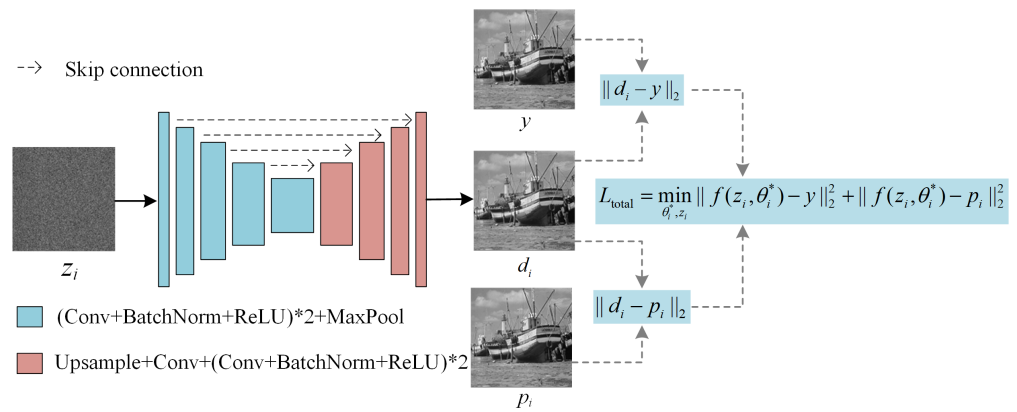 Skip connection
y
|| d_i − y ||_2
z_i
d_i
L_total = min_{θ_i^*, z_i} || f(z_i, θ_i^*) − y ||_2^2 + || f(z_i, θ_i^*) − p_i ||_2^2
|| d_i − p_i ||_2
(Conv+BatchNorm+ReLU)*2+MaxPool
Upsample+Conv+(Conv+BatchNorm+ReLU)*2
p_i